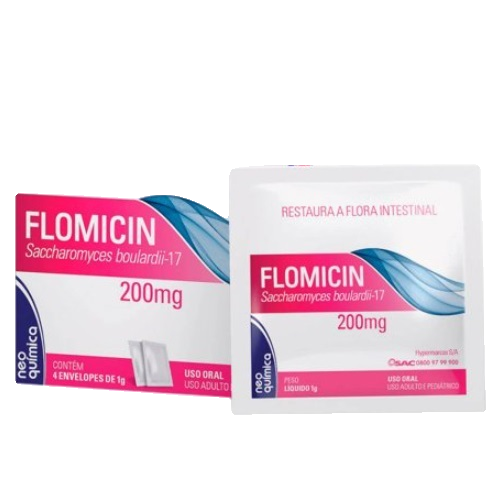 FLOMICIN
Saccharomyces boulardii-17
200mg
CONTÉM
4 ENVELOPES DE 1g
USO ORAL
USO ADULTO E
neo
química
RESTAURA A FLORA INTESTINAL
FLOMICIN
Saccharomyces boulardii-17
200mg
Hypermarcas S/A
SAC 0800 97 99 900
PESO
LÍQUIDO 1g
USO ORAL
USO ADULTO E PEDIÁTRICO
neo
química